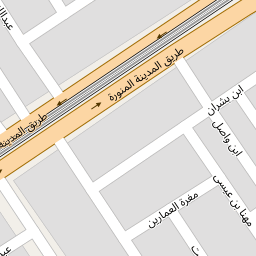 طريق المدينة المنورة
ابن بشران
ابن واصل
طريق المدينة
مهنا بن عيسى
مغرة العمارين